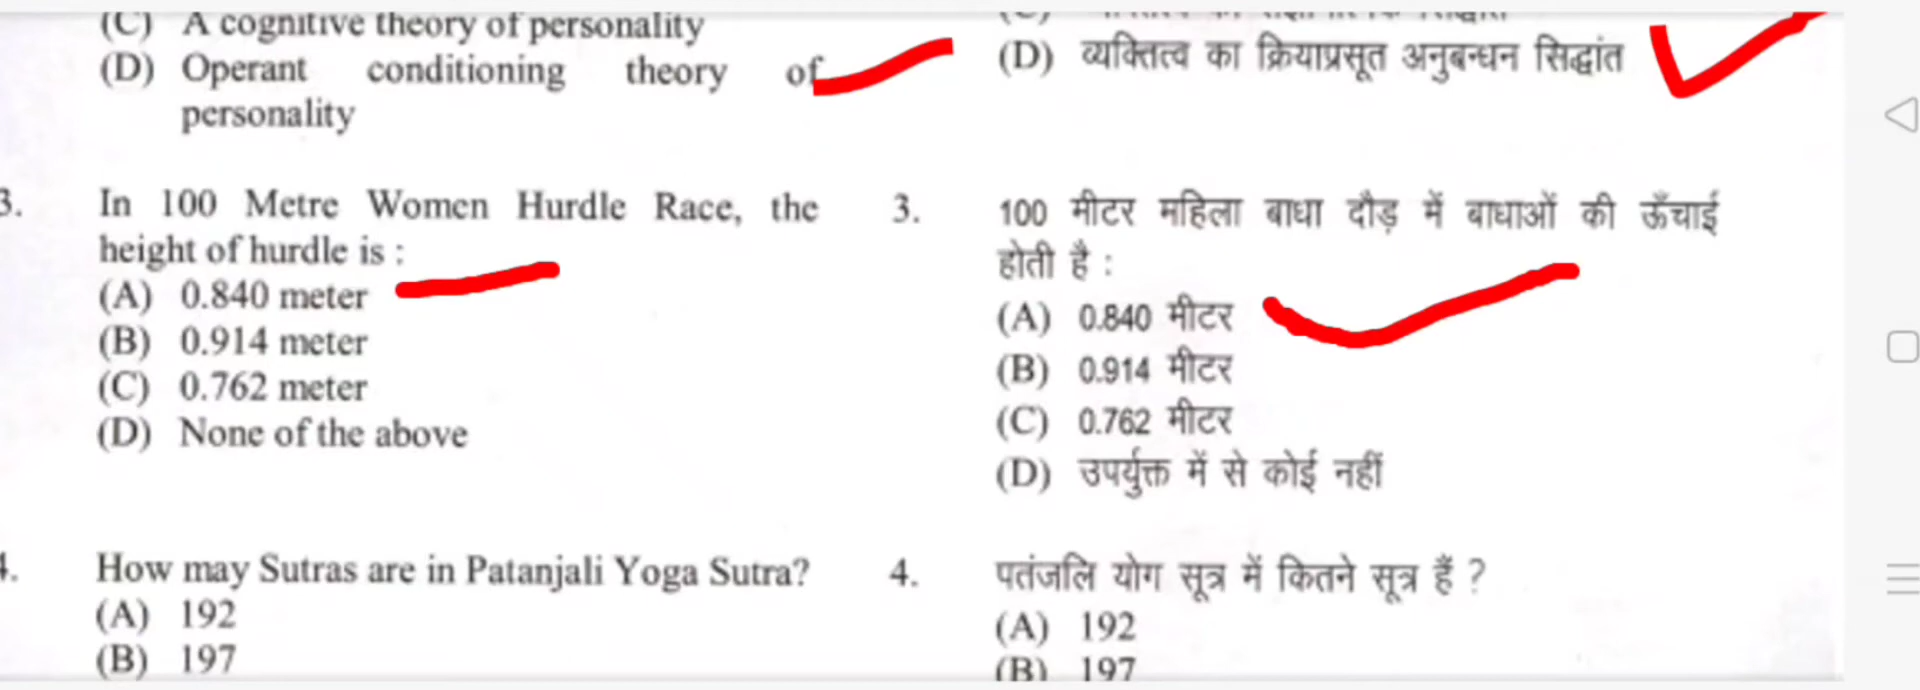 (C) A cognitive theory of personality
(D) Operant conditioning theory of
personality
3. In 100 Metre Women Hurdle Race, the
height of hurdle is :
(A) 0.840 meter
(B) 0.914 meter
(C) 0.762 meter
(D) None of the above
4. How may Sutras are in Patanjali Yoga Sutra?
(A) 192
(B) 197
(D) व्यक्तित्व का क्रियाप्रसूत अनुबन्धन सिद्धांत
3. 100 मीटर महिला बाधा दौड़ में बाधाओं की ऊँचाई
होती है :
(A) 0.840 मीटर
(B) 0.914 मीटर
(C) 0.762 मीटर
(D) उपर्युक्त में से कोई नहीं
4. पतंजलि योग सूत्र में कितने सूत्र हैं ?
(A) 192
(B) 197